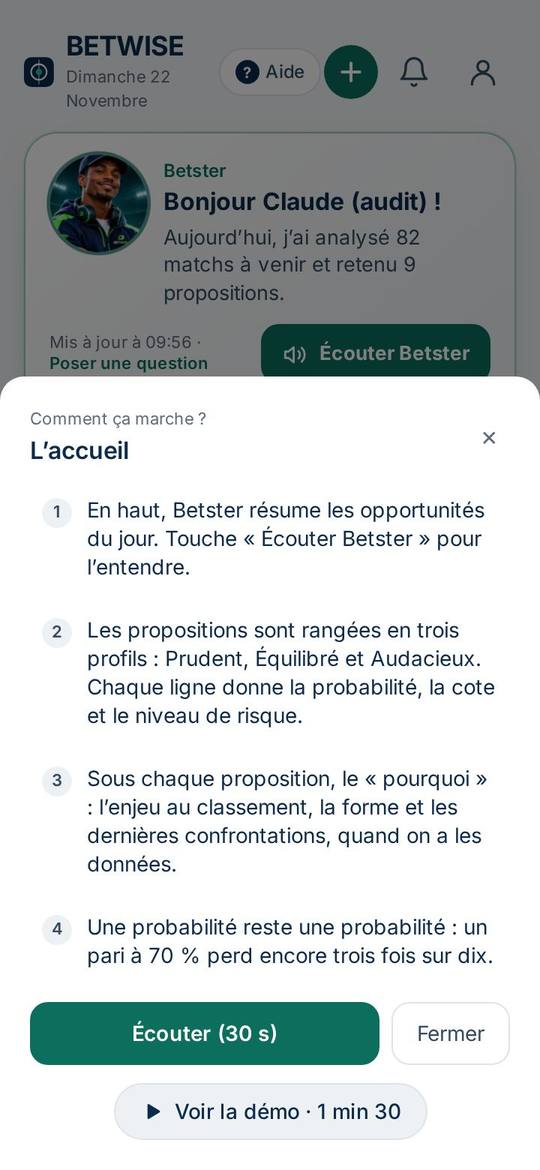 BETWISE
Dimanche 22
Novembre
? Aide
Betster
Bonjour Claude (audit) !
Aujourd’hui, j’ai analysé 82
matchs à venir et retenu 9
propositions.
Mis à jour à 09:56 ·
Poser une question
Écouter Betster
Comment ça marche ?
L’accueil
1 En haut, Betster résume les opportunités
du jour. Touche « Écouter Betster » pour
l’entendre.
2 Les propositions sont rangées en trois
profils : Prudent, Équilibré et Audacieux.
Chaque ligne donne la probabilité, la cote
et le niveau de risque.
3 Sous chaque proposition, le « pourquoi »
: l’enjeu au classement, la forme et les
dernières confrontations, quand on a les
données.
4 Une probabilité reste une probabilité : un
pari à 70 % perd encore trois fois sur dix.
Écouter (30 s)
Fermer
Voir la démo · 1 min 30